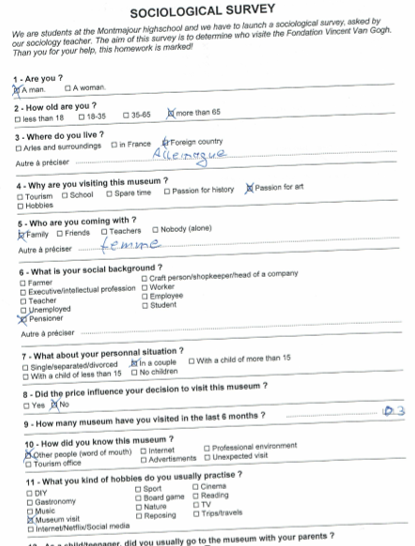 SOCIOLOGICAL SURVEY
We are students at the Montmajour highschool and we have to launch a sociological survey, asked by
our sociology teacher. The aim of this survey is to determine who visite the Fondation Vincent Van Gogh.
Than you for your help, this homework is marked!
1 - Are you ?
A man. A woman.
2 - How old are you ?
less than 18 18-35 35-65 more than 65
3 - Where do you live ?
Arles and surroundings in France Foreign country
Autre à préciser Allemagne
4 - Why are you visiting this museum ?
Tourism School Spare time Passion for history Passion for art
Hobbies
5 - Who are you coming with ?
Family Friends Teachers Nobody (alone)
Autre à préciser femme
6 - What is your social background ?
Farmer Craft person/shopkeeper/head of a company
Executive/intellectual profession Worker
Teacher Employee
Unemployed Student
Pensioner
Autre à préciser
7 - What about your personnal situation ?
Single/separated/divorced in a couple With a child of more than 15
With a child of less than 15 No children
8 - Did the price influence your decision to visit this museum ?
Yes No
9 - How many museum have you visited in the last 6 months ? 3
10 - How did you know this museum ?
Other people (word of mouth) Internet Professional environment
Tourism office Advertisments Unexpected visit
11 - What you kind of hobbies do you usually practise ?
DIY Sport Cinema
Gastronomy Board game Reading
Music Nature TV
Museum visit Reposing Trips/travels
Internet/Netflix/Social media
did you usually go to the museum with your parents ?